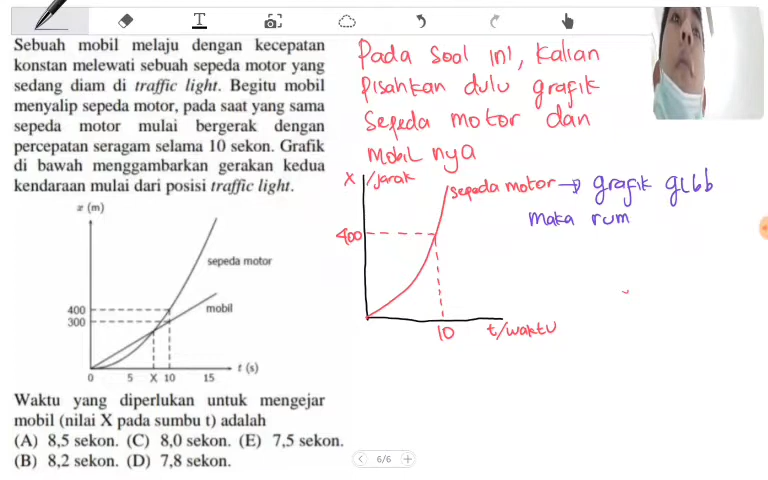 Sebuah mobil melaju dengan kecepatan
konstan melewati sebuah sepeda motor yang
sedang diam di traffic light. Begitu mobil
menyalip sepeda motor, pada saat yang sama
sepeda motor mulai bergerak dengan
percepatan seragam selama 10 sekon. Grafik
di bawah menggambarkan gerakan kedua
kendaraan mulai dari posisi traffic light.
x (m)
sepeda motor
mobil
400
300
0 5 X 10 15 t (s)
Waktu yang diperlukan untuk mengejar
mobil (nilai X pada sumbu t) adalah
(A) 8,5 sekon. (C) 8,0 sekon. (E) 7,5 sekon.
(B) 8,2 sekon. (D) 7,8 sekon.
Pada Soal ini, kalian
Pisahkan dulu grafik
Sepeda motor dan
Mobil nya
X /Jarak
sepeda motor → grafik glbb
maka rum
400
10 t/waktu
6/6